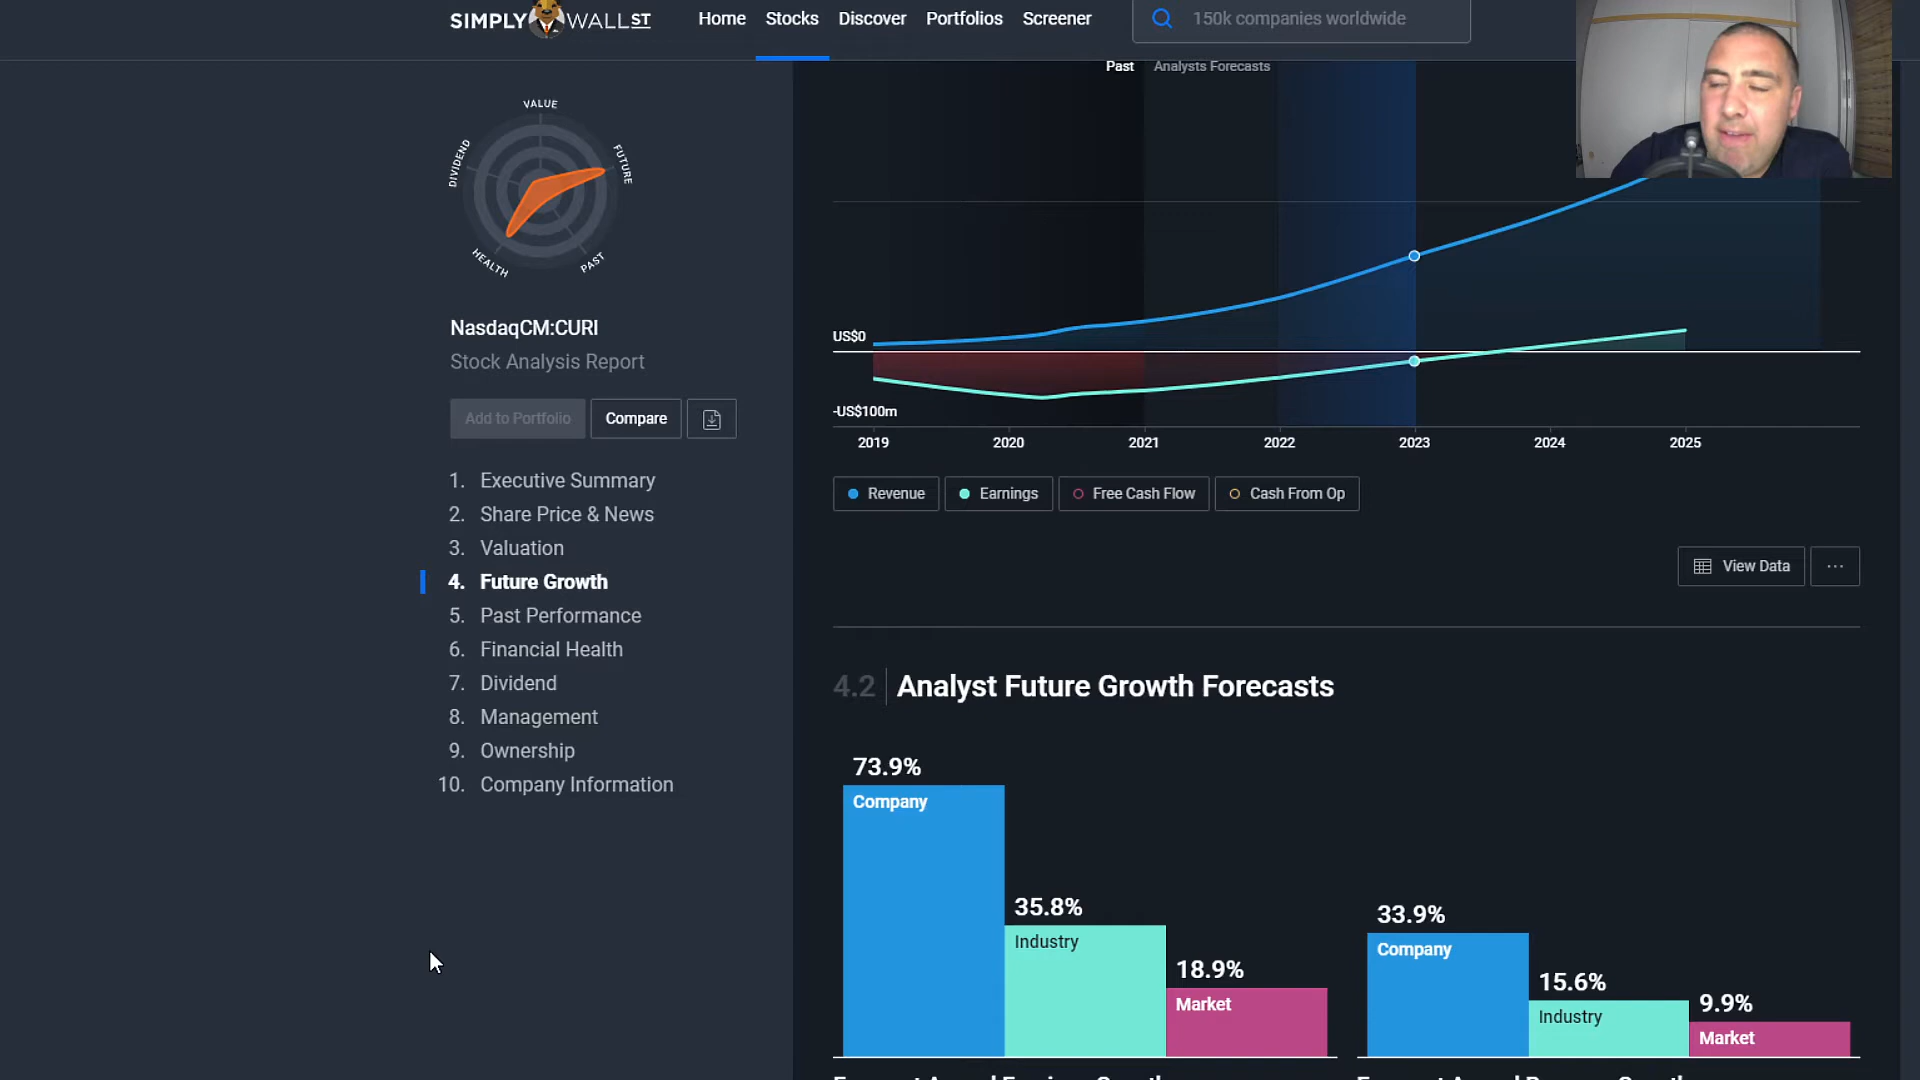 SIMPLY WALL ST
Home
Stocks
Discover
Portfolios
Screener
150k companies worldwide
VALUE
FUTURE
PAST
HEALTH
DIVIDEND
NasdaqCM:CURI
Stock Analysis Report
Add to Portfolio
Compare
1. Executive Summary
2. Share Price & News
3. Valuation
4. Future Growth
5. Past Performance
6. Financial Health
7. Dividend
8. Management
9. Ownership
10. Company Information
Past
Analysts Forecasts
US$0
-US$100m
2019
2020
2021
2022
2023
2024
2025
Revenue
Earnings
Free Cash Flow
Cash From Op
View Data
4.2 Analyst Future Growth Forecasts
73.9%
Company
35.8%
Industry
18.9%
Market
33.9%
Company
15.6%
Industry
9.9%
Market